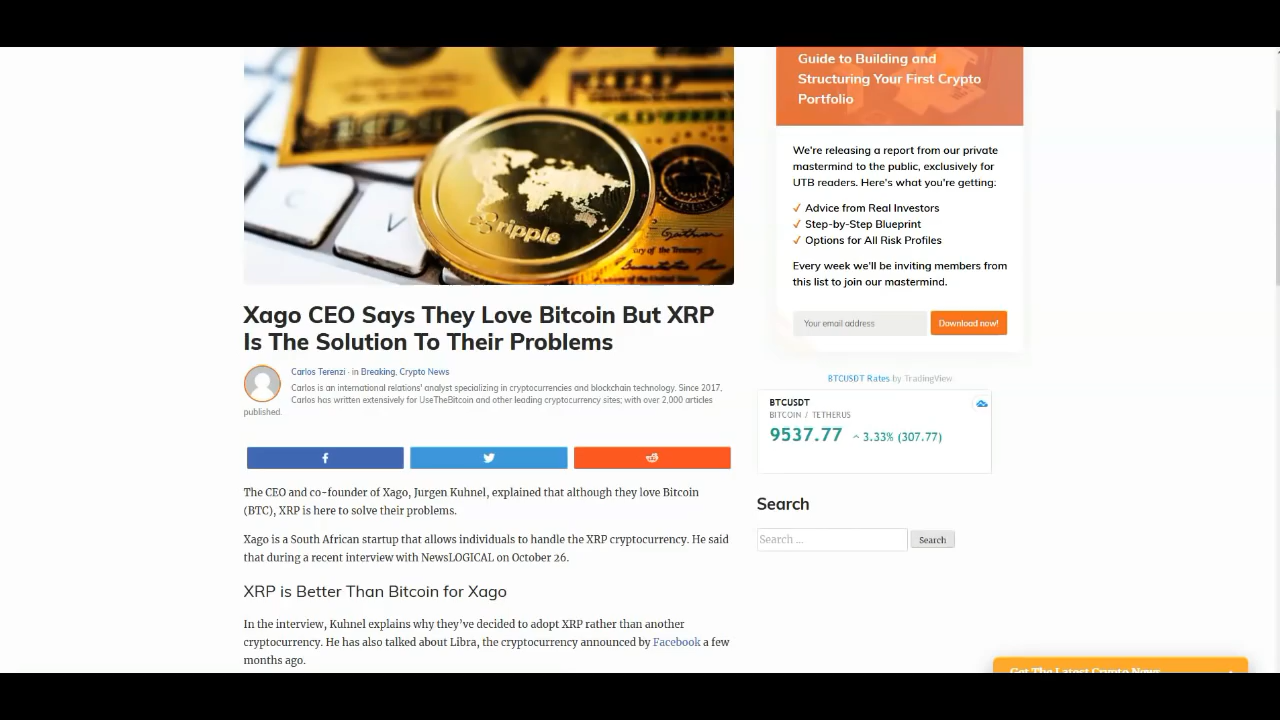 ripple
Guide to Building and
Structuring Your First Crypto
Portfolio
We're releasing a report from our private
mastermind to the public, exclusively for
UTB readers. Here's what you're getting:
✓ Advice from Real Investors
✓ Step-by-Step Blueprint
✓ Options for All Risk Profiles
Every week we'll be inviting members from
this list to join our mastermind.
Your email address
Download now!
Xago CEO Says They Love Bitcoin But XRP
Is The Solution To Their Problems
Carlos Terenzi - in Breaking, Crypto News
Carlos is an international relations' analyst specializing in cryptocurrencies and blockchain technology. Since 2017,
Carlos has written extensively for UseTheBitcoin and other leading cryptocurrency sites; with over 2,000 articles
published.
The CEO and co-founder of Xago, Jurgen Kuhnel, explained that although they love Bitcoin
(BTC), XRP is here to solve their problems.
Xago is a South African startup that allows individuals to handle the XRP cryptocurrency. He said
that during a recent interview with NewsLOGICAL on October 26.
XRP is Better Than Bitcoin for Xago
In the interview, Kuhnel explains why they've decided to adopt XRP rather than another
cryptocurrency. He has also talked about Libra, the cryptocurrency announced by Facebook a few
months ago.
BTCUSDT Rates by TradingView
BTCUSDT
BITCOIN / TETHERUS
9537.77 3.33% (307.77)
Search
Search ...
Search
Get The Latest Crypto News